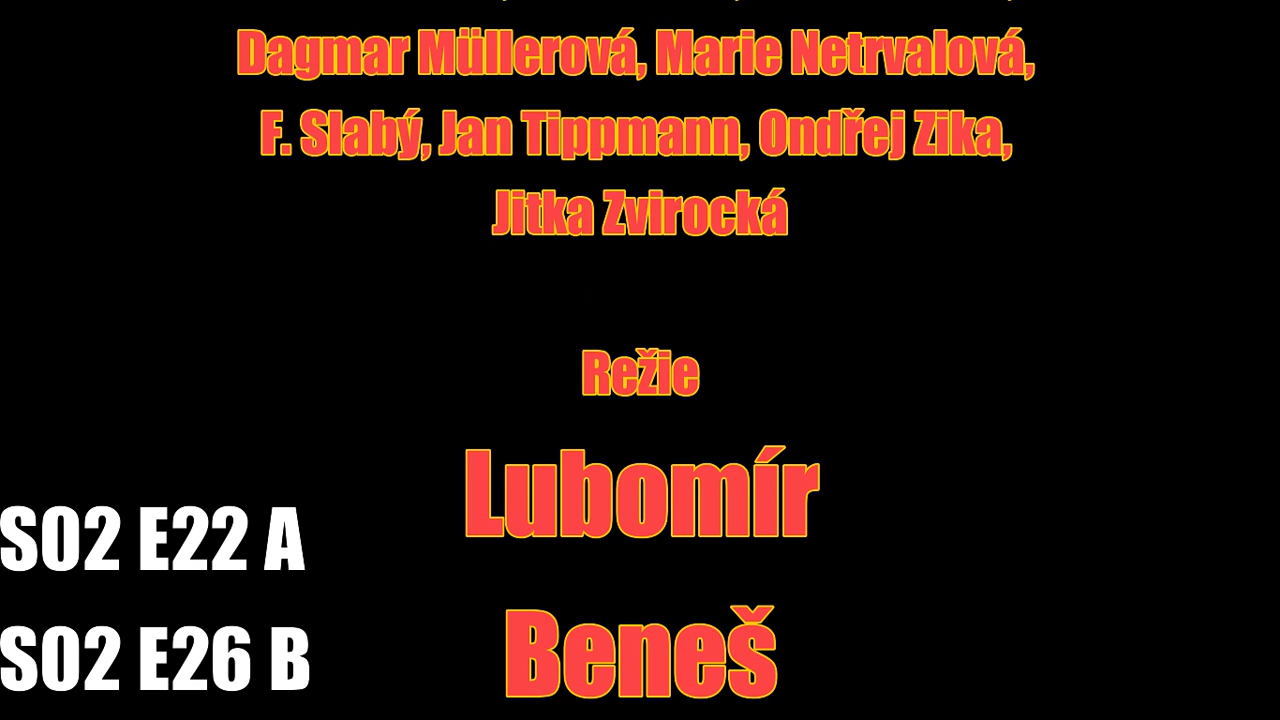 Dagmar Müllerová, Marie Netrvalová,
F. Slabý, Jan Tippmann, Ondřej Zika,
Jitka Zvirocká
Režie
Lubomír
Beneš
S02 E22 A
S02 E26 B